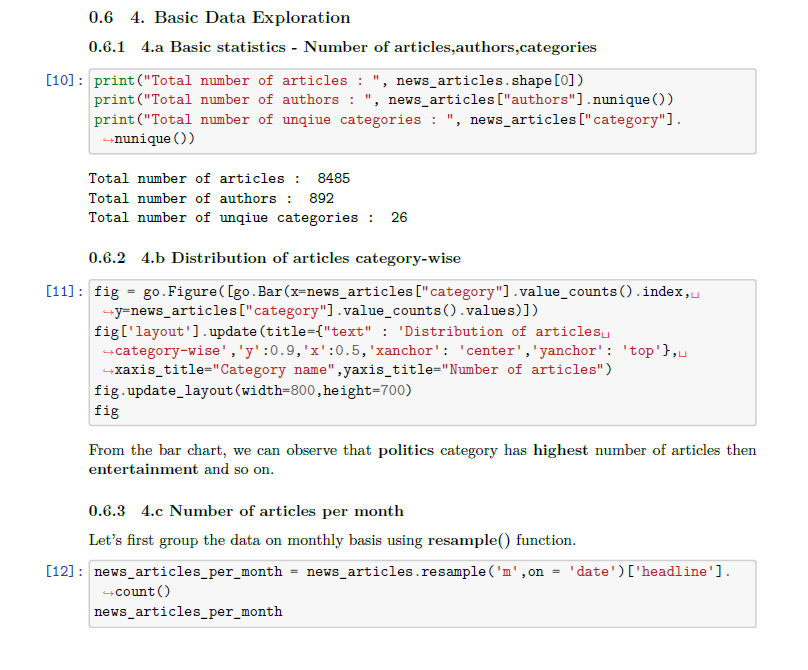 0.6 4. Basic Data Exploration
0.6.1 4.a Basic statistics - Number of articles,authors,categories
[10]: print("Total number of articles : ", news_articles.shape[0])
print("Total number of authors : ", news_articles["authors"].nunique())
print("Total number of unqiue categories : ", news_articles["category"].
↪nunique())
Total number of articles :  8485
Total number of authors :  892
Total number of unqiue categories :  26
0.6.2 4.b Distribution of articles category-wise
[11]: fig = go.Figure([go.Bar(x=news_articles["category"].value_counts().index,␣
↪y=news_articles["category"].value_counts().values)])
fig['layout'].update(title={"text" : 'Distribution of articles␣
↪category-wise','y':0.9,'x':0.5,'xanchor': 'center','yanchor': 'top'},␣
↪xaxis_title="Category name",yaxis_title="Number of articles")
fig.update_layout(width=800,height=700)
fig
From the bar chart, we can observe that politics category has highest number of articles then
entertainment and so on.
0.6.3 4.c Number of articles per month
Let's first group the data on monthly basis using resample() function.
[12]: news_articles_per_month = news_articles.resample('m',on = 'date')['headline'].
↪count()
news_articles_per_month